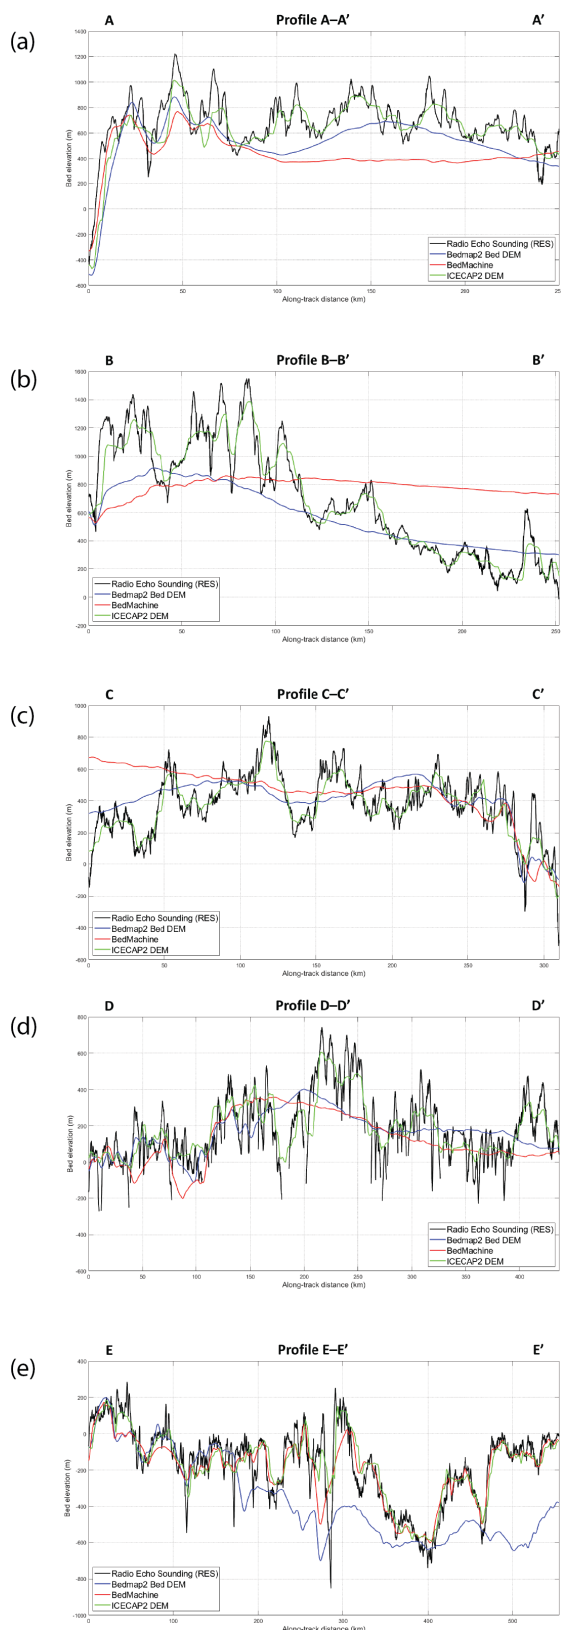 (a)
A Profile A–A’ A’
1400
1200
1000
800
600
400
200
0
-200
-400
-600
Bed elevation (m)
Radio Echo Sounding (RES)
Bedmap2 Bed DEM
BedMachine
ICECAP2 DEM
0 50 100 150 200 25
Along-track distance (km)
(b)
B Profile B–B’ B’
1600
1400
1200
1000
800
600
400
200
0
-200
Bed elevation (m)
Radio Echo Sounding (RES)
Bedmap2 Bed DEM
BedMachine
ICECAP2 DEM
0 50 100 150 200 250
Along-track distance (km)
(c)
C Profile C–C’ C’
1000
800
600
400
200
0
-200
-400
-600
Bed elevation (m)
Radio Echo Sounding (RES)
Bedmap2 Bed DEM
BedMachine
ICECAP2 DEM
0 50 100 150 200 250 300
Along-track distance (km)
(d)
D Profile D–D’ D’
800
600
400
200
0
-200
-400
-600
Bed elevation (m)
Radio Echo Sounding (RES)
Bedmap2 Bed DEM
BedMachine
ICECAP2 DEM
0 50 100 150 200 250 300 350 400
Along-track distance (km)
(e)
E Profile E–E’ E’
400
200
0
-200
-400
-600
-800
-1000
Bed elevation (m)
Radio Echo Sounding (RES)
Bedmap2 Bed DEM
BedMachine
ICECAP2 DEM
0 100 200 300 400 500
Along-track distance (km)